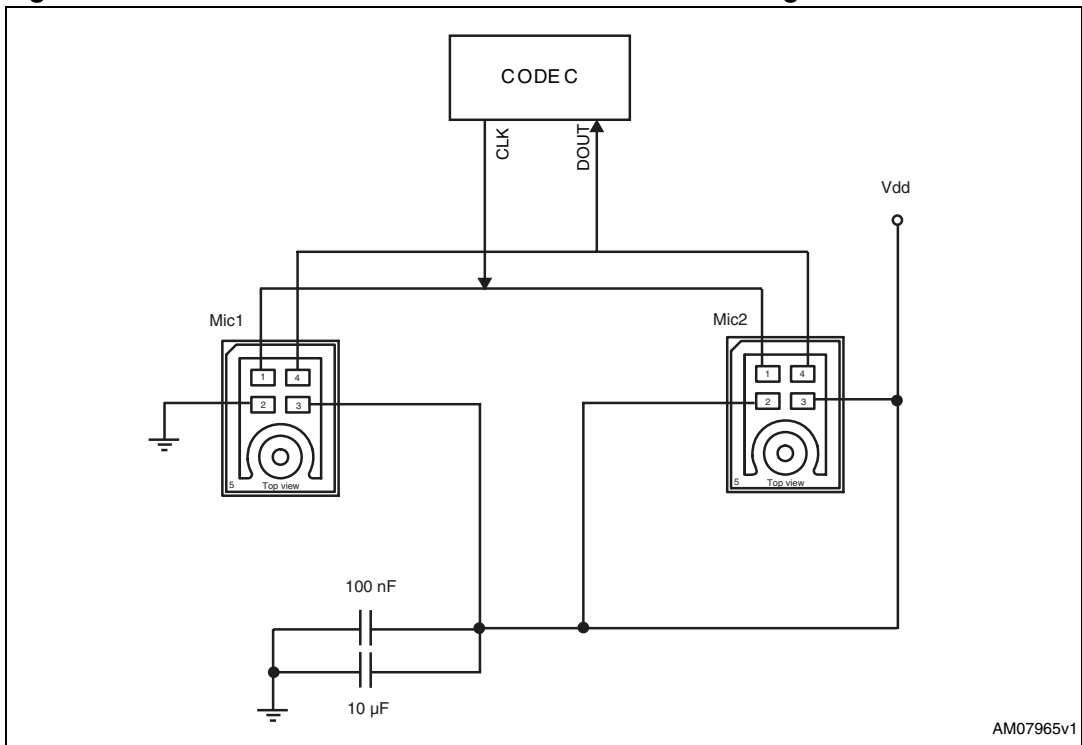 CODEC
CLK
DOUT
Vdd
Mic1
Mic2
1
4
2
3
5
Top view
1
4
2
3
5
Top view
100 nF
10 µF
AM07965v1